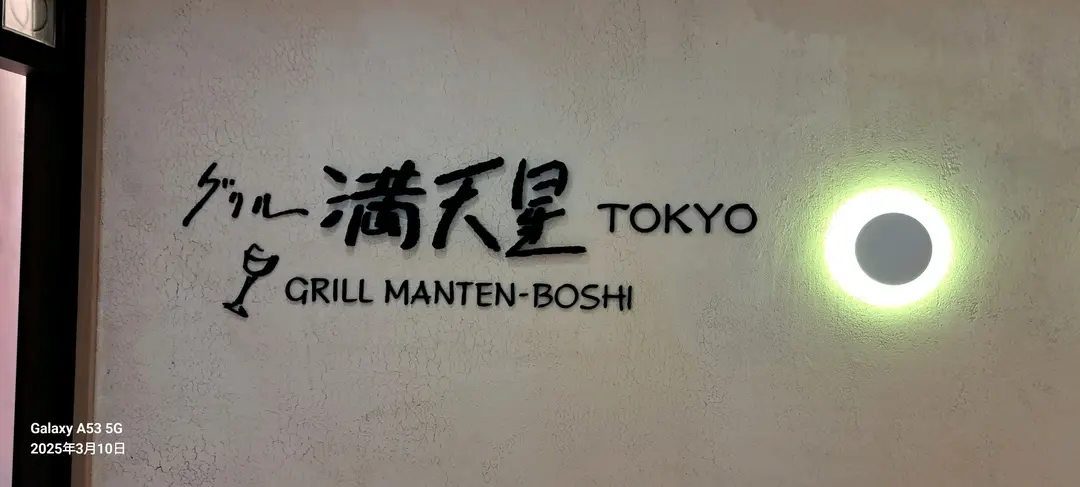 グリル 満天星 TOKYO
GRILL MANTEN-BOSHI
Galaxy A53 5G
2025年3月10日